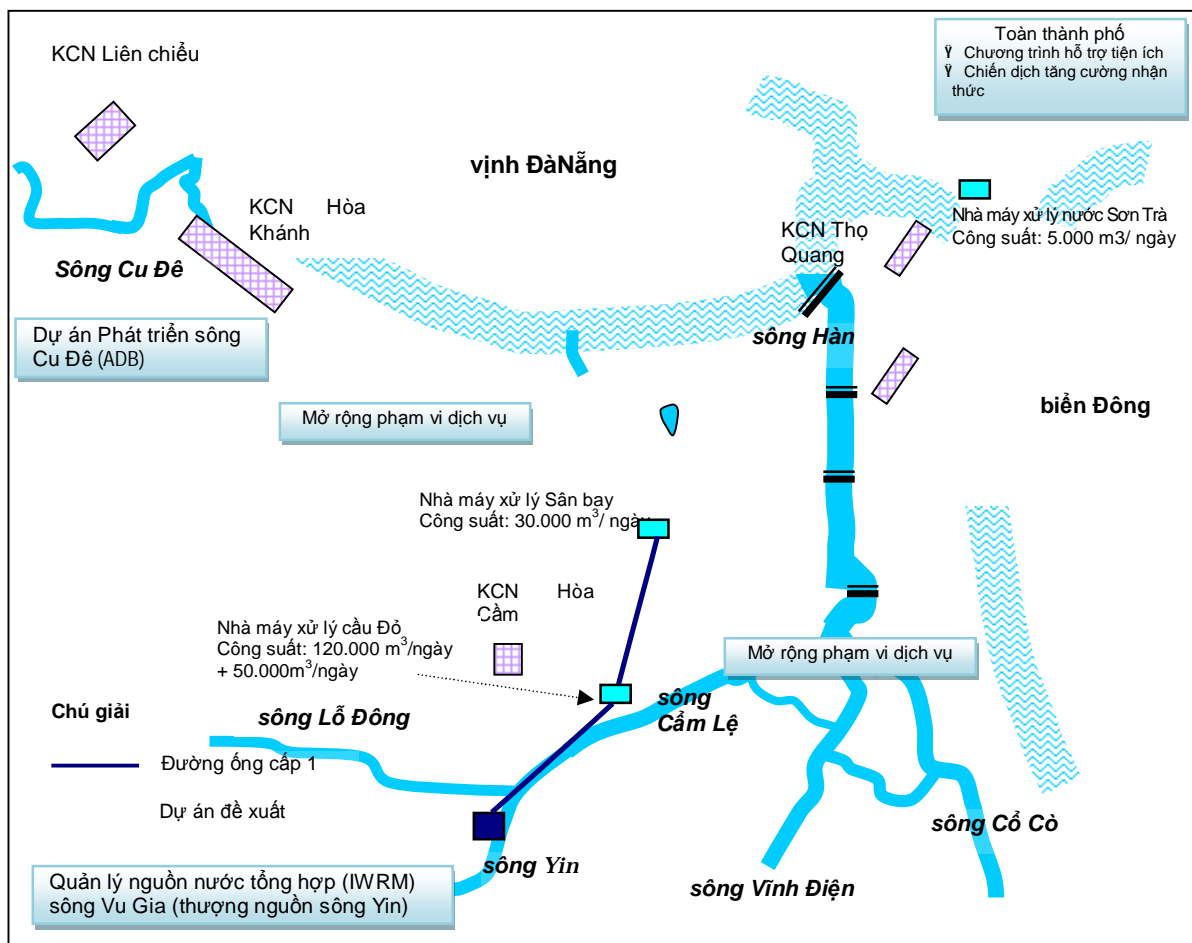 KCN Liên chiểu
Toàn thành phố
Ÿ Chương trình hỗ trợ tiện ích
Ÿ Chiến dịch tăng cường nhận
thức
vịnh ĐàNẵng
KCN Hòa
Khánh
Sông Cu Đê
Nhà máy xử lý nước Sơn Trà
Công suất: 5.000 m3/ ngày
KCN Thọ
Quang
Dự án Phát triển sông
Cu Đê (ADB)
sông Hàn
Mở rộng phạm vi dịch vụ
biển Đông
Nhà máy xử lý Sân bay
Công suất: 30.000 m³/ ngày
KCN Hòa
Cầm
Nhà máy xử lý cầu Đỏ
Công suất: 120.000 m³/ngày
+ 50.000m³/ngày
Mở rộng phạm vi dịch vụ
sông
Cẩm Lệ
Chú giải
sông Lỗ Đông
Đường ống cấp 1
Dự án đề xuất
sông Cổ Cò
sông Yin
sông Vĩnh Điện
Quản lý nguồn nước tổng hợp (IWRM)
sông Vu Gia (thượng nguồn sông Yin)